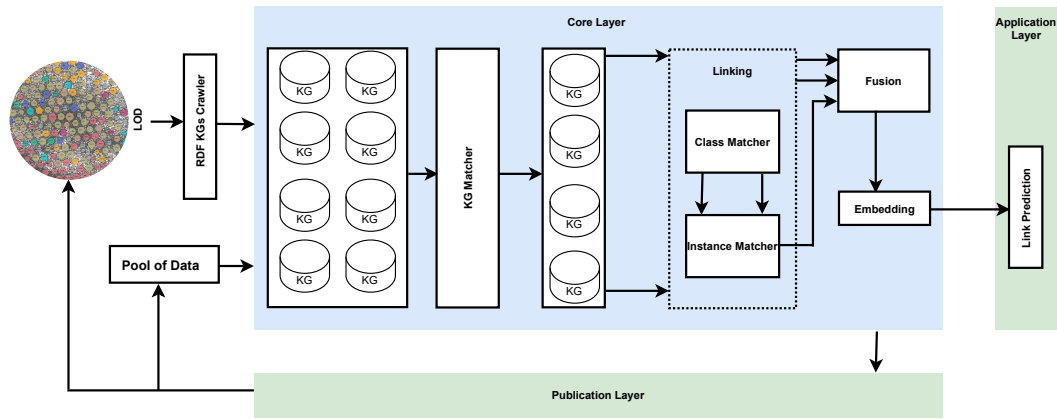 Core Layer
Application
Layer
LOD
RDF KGs Crawler
KG
KG
KG
KG
KG
KG
KG
KG
KG Matcher
KG
KG
KG
KG
Linking
Class Matcher
Instance Matcher
Fusion
Embedding
Link Prediction
Pool of Data
Publication Layer